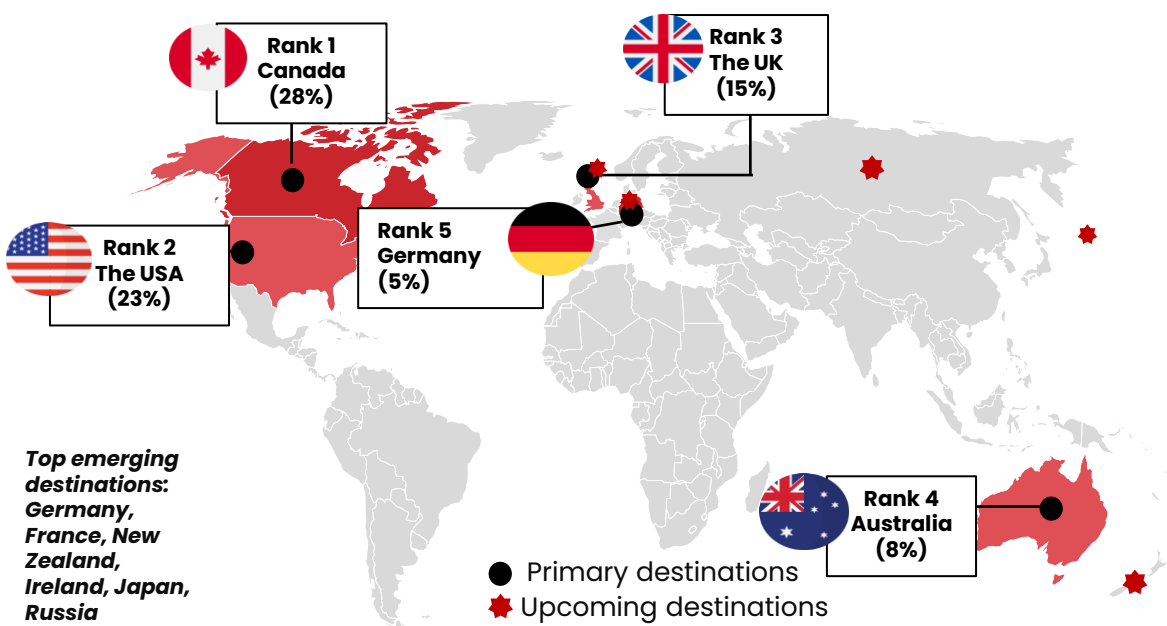 Rank 1
Canada
(28%)
Rank 3
The UK
(15%)
Rank 2
The USA
(23%)
Rank 5
Germany
(5%)
Rank 4
Australia
(8%)
Top emerging
destinations:
Germany,
France, New
Zealand,
Ireland, Japan,
Russia
Primary destinations
Upcoming destinations